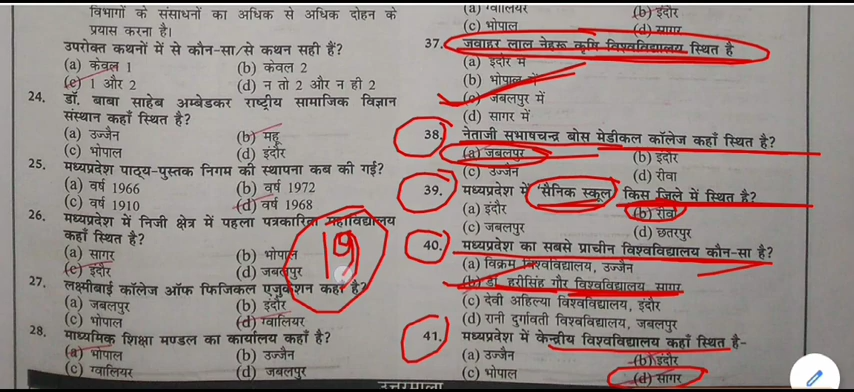 विभागों के संसाधनों का अधिक से अधिक दोहन के
प्रयास करना है।
उपरोक्त कथनों में से कौन-सा/से कथन सही हैं?
(a) केवल 1 (b) केवल 2
(c) 1 और 2 (d) न तो 2 और न ही 2
24. डॉ. बाबा साहेब अम्बेडकर राष्ट्रीय सामाजिक विज्ञान
संस्थान कहाँ स्थित है?
(a) उज्जैन (b) महू
(c) भोपाल (d) इंदौर
25. मध्यप्रदेश पाठ्य-पुस्तक निगम की स्थापना कब की गई?
(a) वर्ष 1966 (b) वर्ष 1972
(c) वर्ष 1910 (d) वर्ष 1968
26. मध्यप्रदेश में निजी क्षेत्र में पहला पत्रकारिता महाविद्यालय
कहाँ स्थित है?
(a) सागर (b) भोपाल
(c) इंदौर (d) जबलपुर
27. लक्ष्मीबाई कॉलेज ऑफ फिजिकल एजुकेशन कहाँ है?
(a) जबलपुर (b) इंदौर
(c) भोपाल (d) ग्वालियर
28. माध्यमिक शिक्षा मण्डल का कार्यालय कहाँ है?
(a) भोपाल (b) उज्जैन
(c) ग्वालियर (d) जबलपुर
19
(a) ग्वालियर (b) इंदौर
(c) भोपाल (d) सागर
37. जवाहर लाल नेहरू कृषि विश्वविद्यालय स्थित है
(a) इंदौर में
(b) भोपाल में
(c) जबलपुर में
(d) सागर में
38. नेताजी सुभाषचन्द्र बोस मेडीकल कॉलेज कहाँ स्थित है?
(a) जबलपुर (b) इंदौर
(c) उज्जैन (d) रीवा
39. मध्यप्रदेश में 'सैनिक स्कूल' किस जिले में स्थित है?
(a) इंदौर (b) रीवा
(c) जबलपुर (d) छतरपुर
40. मध्यप्रदेश का सबसे प्राचीन विश्वविद्यालय कौन-सा है?
(a) विक्रम विश्वविद्यालय, उज्जैन
(b) डॉ. हरीसिंह गौर विश्वविद्यालय सागर
(c) देवी अहिल्या विश्वविद्यालय, इंदौर
(d) रानी दुर्गावती विश्वविद्यालय, जबलपुर
41. मध्यप्रदेश में केन्द्रीय विश्वविद्यालय कहाँ स्थित है-
(a) उज्जैन (b) इंदौर
(c) भोपाल (d) सागर
उत्तरमाला